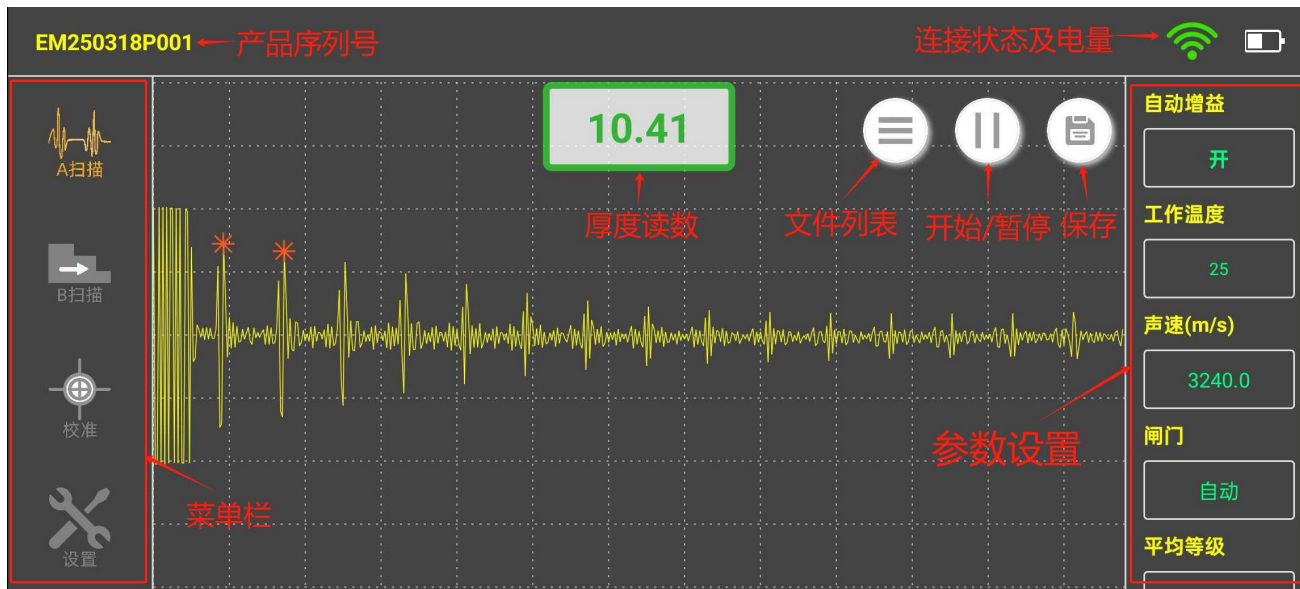 EM250318P001
产品序列号
连接状态及电量
A扫描
B扫描
校准
设置
菜单栏
10.41
厚度读数
文件列表
开始/暂停
保存
参数设置
自动增益
开
工作温度
25
声速(m/s)
3240.0
闸门
自动
平均等级